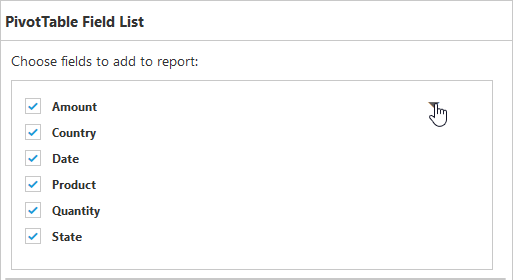 PivotTable Field List
Choose fields to add to report:
Amount
Country
Date
Product
Quantity
State